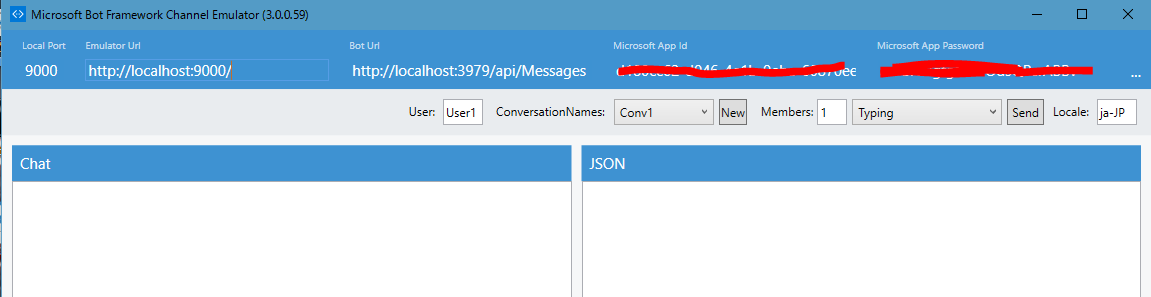 Microsoft Bot Framework Channel Emulator (3.0.0.59)
Local Port Emulator Url Bot Url Microsoft App Id Microsoft App Password
9000 http://localhost:9000/ http://localhost:3979/api/Messages ...
User: User1 ConversationNames: Conv1 New Members: 1 Typing Send Locale: ja-JP
Chat JSON